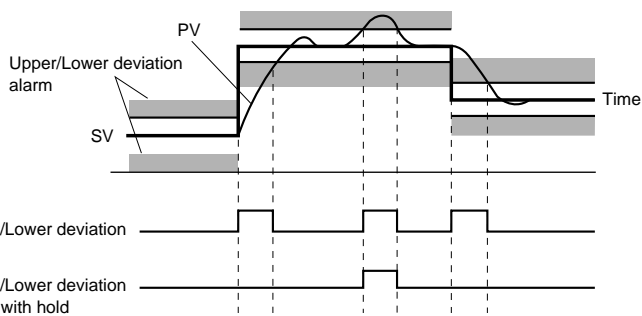 PV
Upper/Lower deviation
alarm
Time
SV
/Lower deviation
/Lower deviation
with hold